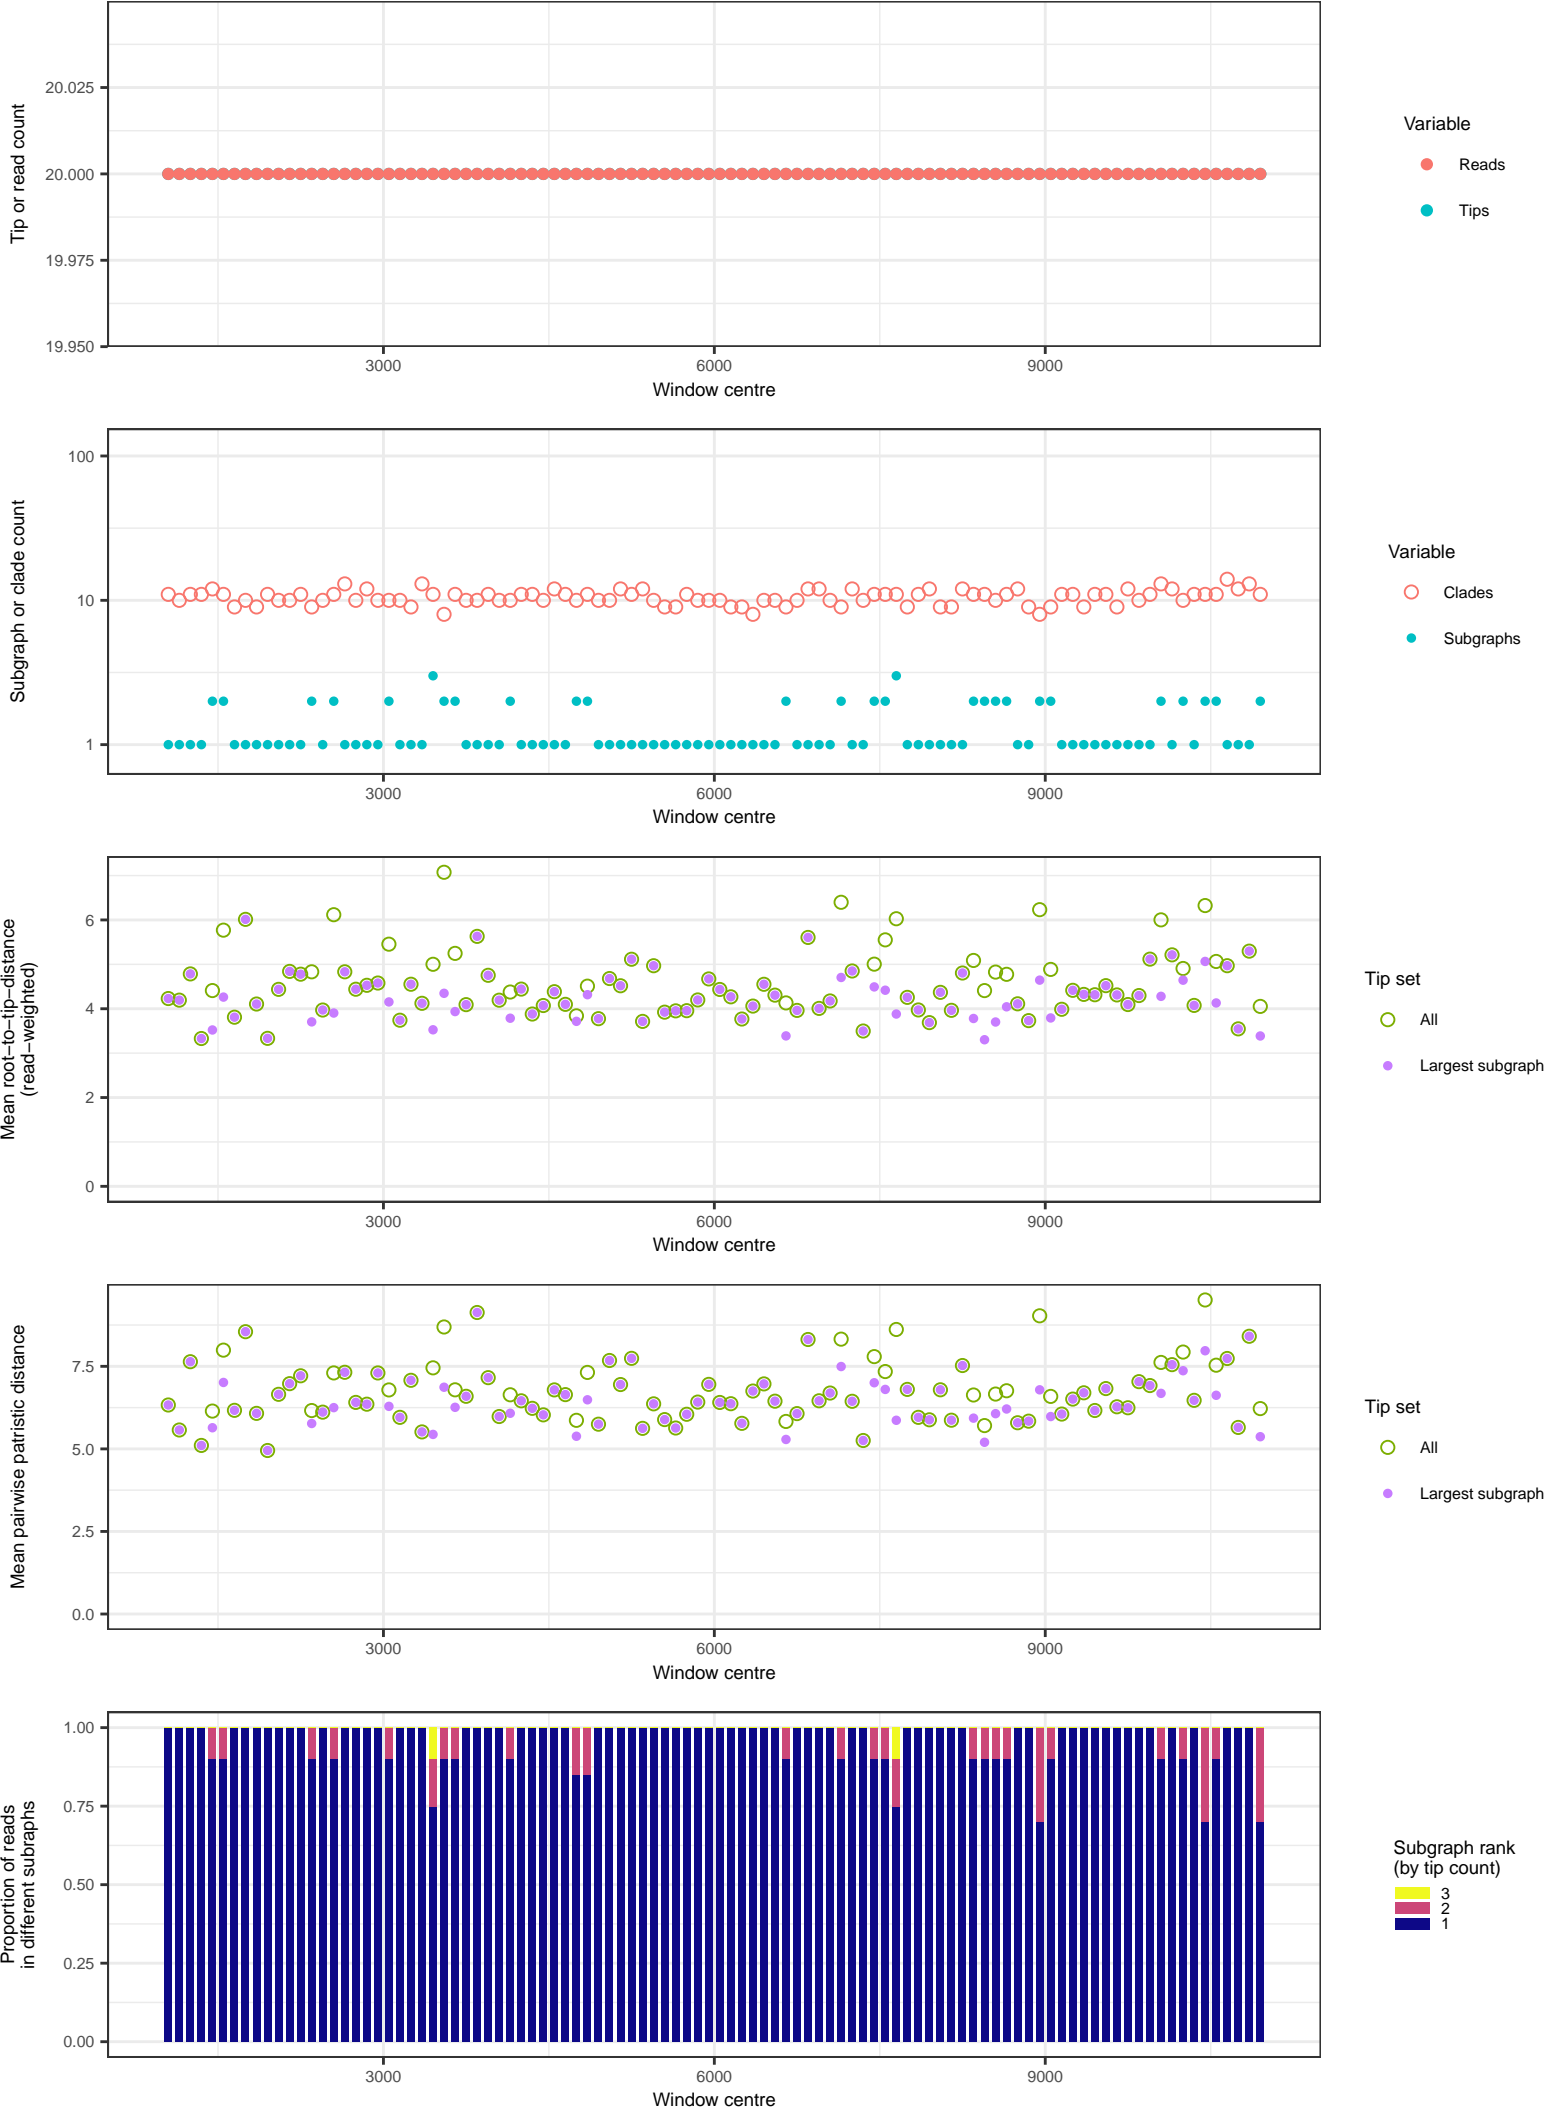 Tip or read count
20.025
20.000
19.975
19.950
3000
6000
9000
Window centre
Variable
Reads
Tips
Subgraph or clade count
100
10
1
3000
6000
9000
Window centre
Variable
Clades
Subgraphs
Mean root−to−tip−distance
(read−weighted)
6
4
2
0
3000
6000
9000
Window centre
Tip set
All
Largest subgraph
Mean pairwise patristic distance
7.5
5.0
2.5
0.0
3000
6000
9000
Window centre
Tip set
All
Largest subgraph
Proportion of reads
in different subraphs
1.00
0.75
0.50
0.25
0.00
3000
6000
9000
Window centre
Subgraph rank
(by tip count)
3
2
1